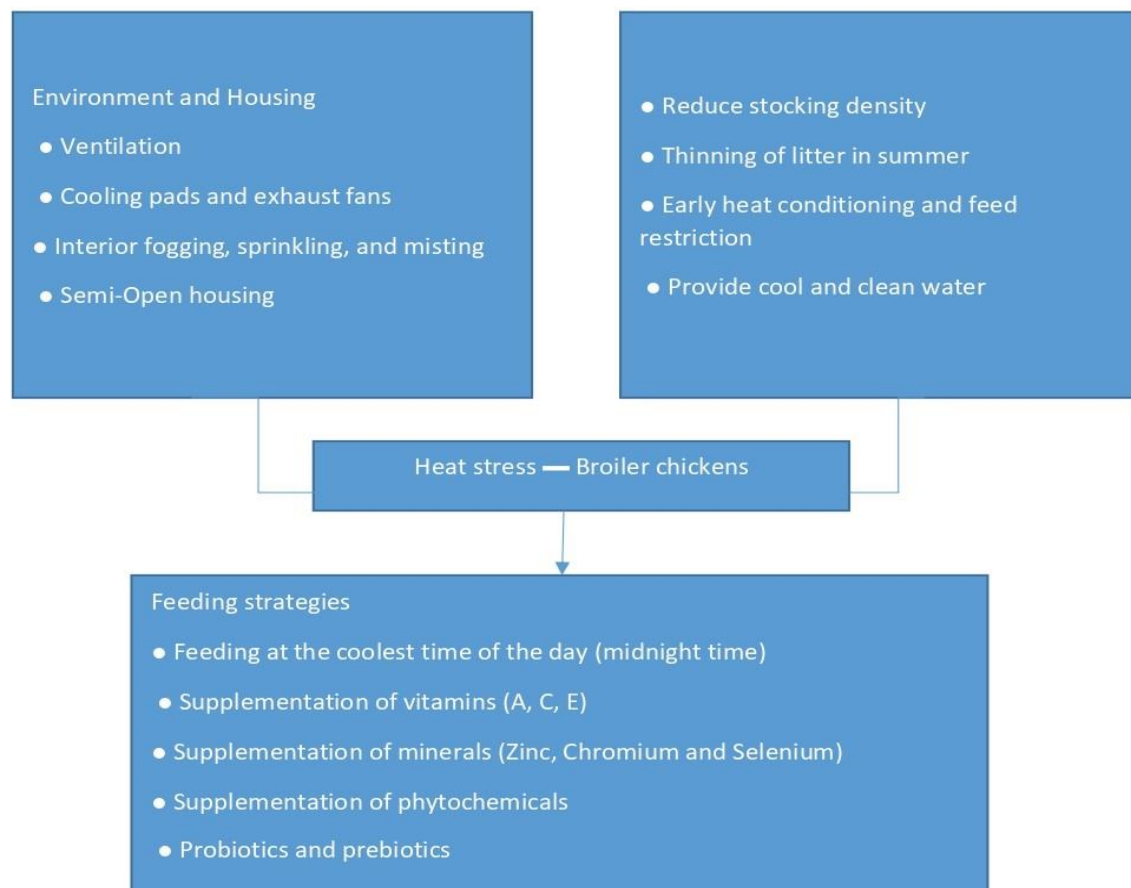 Environment and Housing
● Ventilation
● Cooling pads and exhaust fans
● Interior fogging, sprinkling, and misting
● Semi-Open housing
● Reduce stocking density
● Thinning of litter in summer
● Early heat conditioning and feed
restriction
● Provide cool and clean water
Heat stress — Broiler chickens
Feeding strategies
● Feeding at the coolest time of the day (midnight time)
● Supplementation of vitamins (A, C, E)
● Supplementation of minerals (Zinc, Chromium and Selenium)
● Supplementation of phytochemicals
● Probiotics and prebiotics